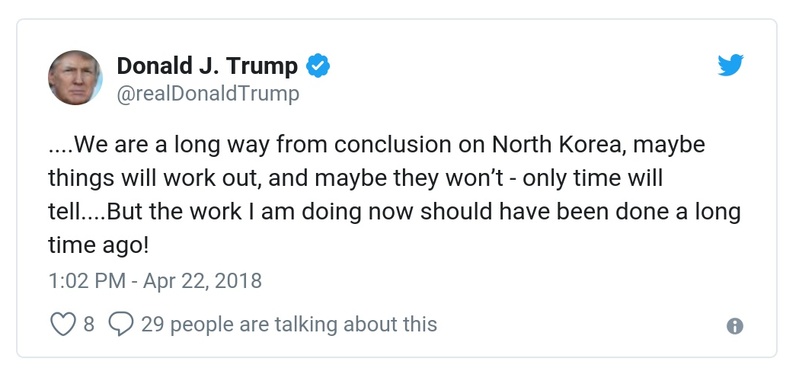 Donald J. Trump
@realDonaldTrump
....We are a long way from conclusion on North Korea, maybe
things will work out, and maybe they won’t - only time will
tell....But the work I am doing now should have been done a long
time ago!
1:02 PM - Apr 22, 2018
8 29 people are talking about this